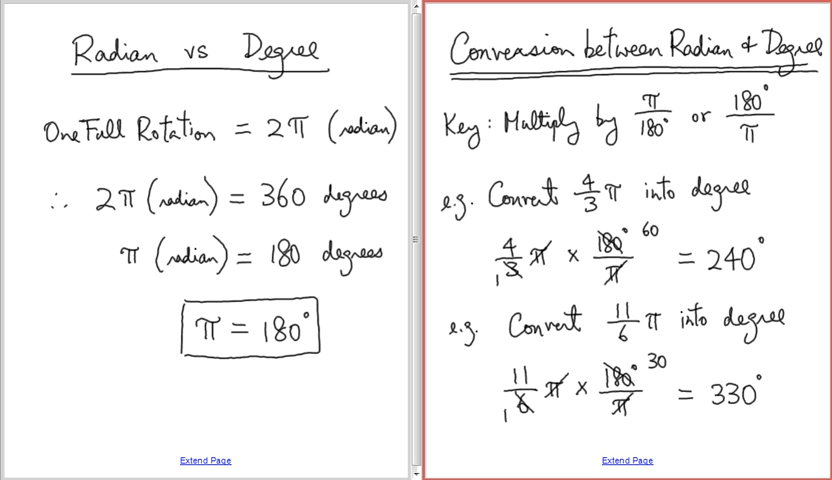 Radian vs Degree
One Full Rotation = 2π (radian)
∴ 2π (radian) = 360 degrees
π (radian) = 180 degrees
π = 180°
Extend Page
Conversion between Radian & Degree
Key: Multiply by π/180° or 180°/π
e.g. Convert 4/3 π into degree
4/3 π × 180°/π = 240°
1 60
e.g. Convert 11/6 π into degree
11/6 π × 180°/π = 330°
1 30
Extend Page